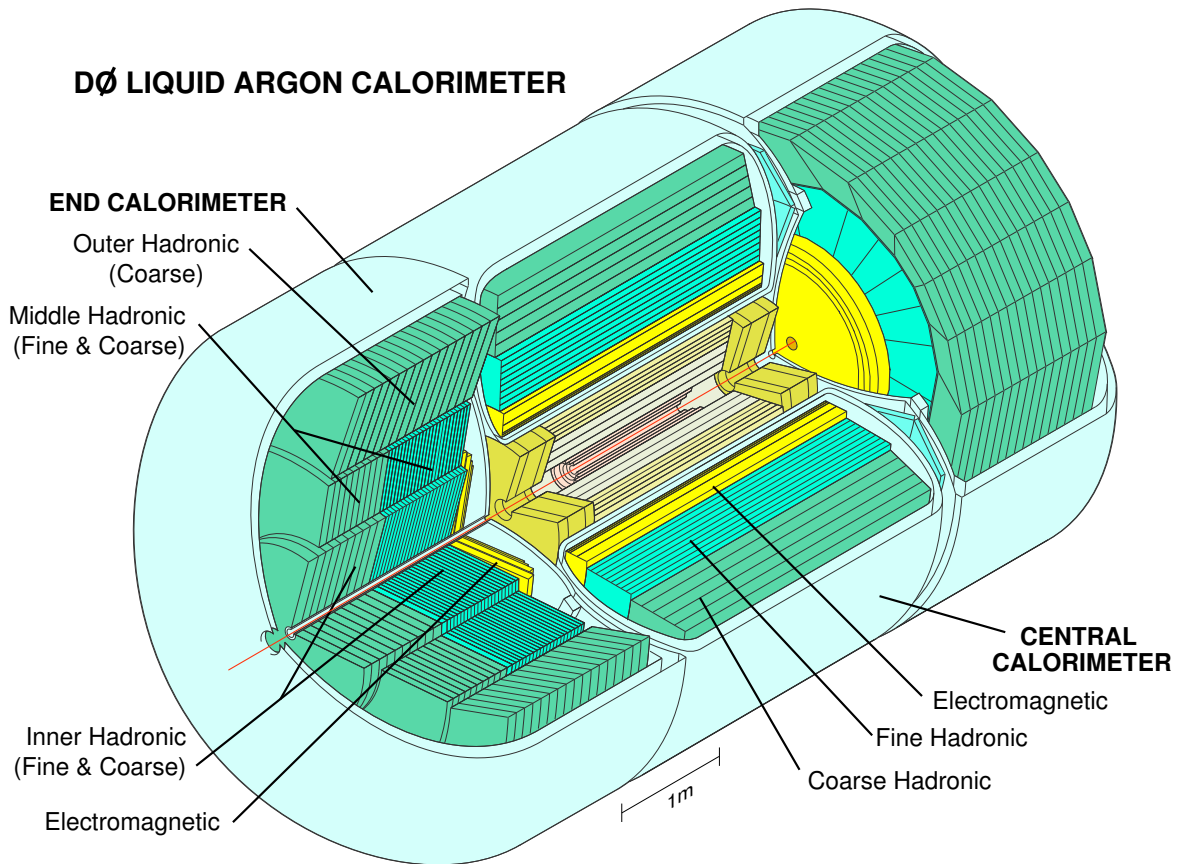 DØ LIQUID ARGON CALORIMETER
END CALORIMETER
Outer Hadronic
(Coarse)
Middle Hadronic
(Fine & Coarse)
Inner Hadronic
(Fine & Coarse)
Electromagnetic
1m
CENTRAL
CALORIMETER
Electromagnetic
Fine Hadronic
Coarse Hadronic